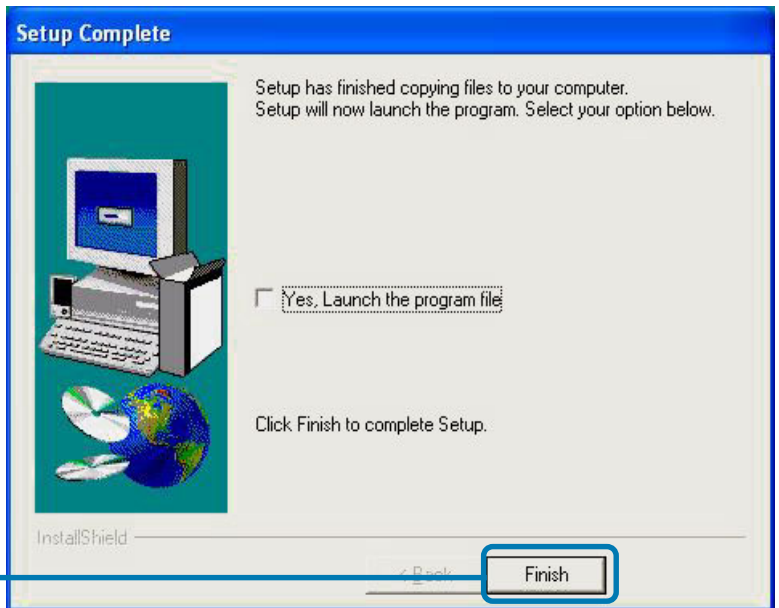 Setup Complete
Setup has finished copying files to your computer.
Setup will now launch the program. Select your option below.
Yes, Launch the program file
Click Finish to complete Setup.
InstallShield
< Back
Finish